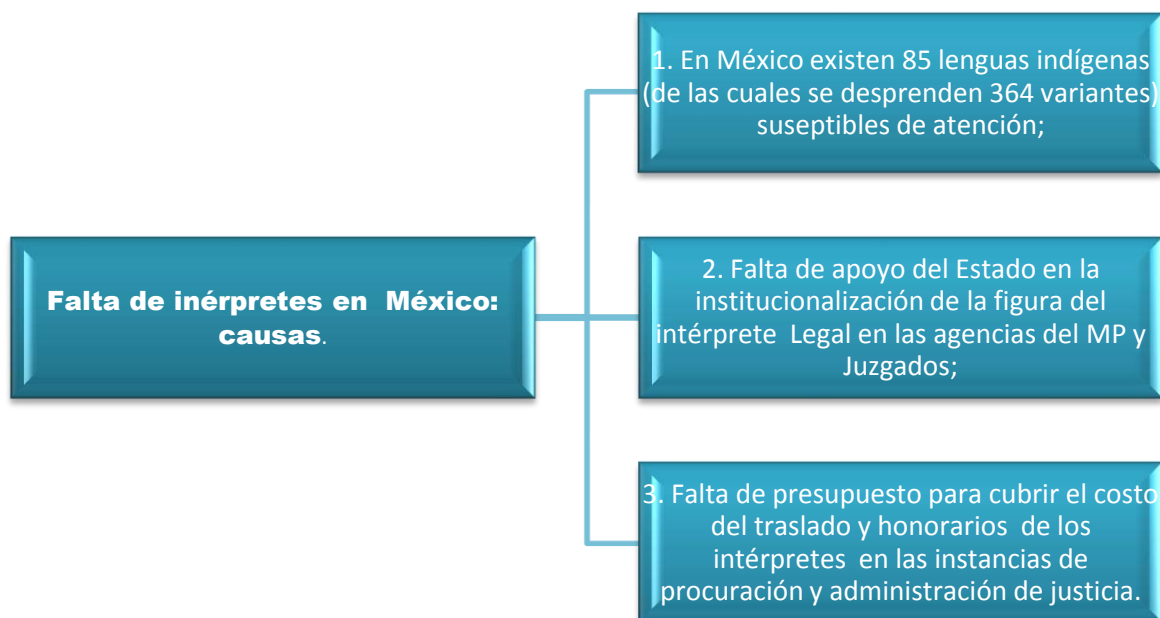 Falta de inérpretes en México:
causas.
1. En México existen 85 lenguas indígenas
(de las cuales se desprenden 364 variantes)
suseptibles de atención;
2. Falta de apoyo del Estado en la
institucionalización de la figura del
intérprete Legal en las agencias del MP y
Juzgados;
3. Falta de presupuesto para cubrir el costo
del traslado y honorarios de los
intérpretes en las instancias de
procuración y administración de justicia.